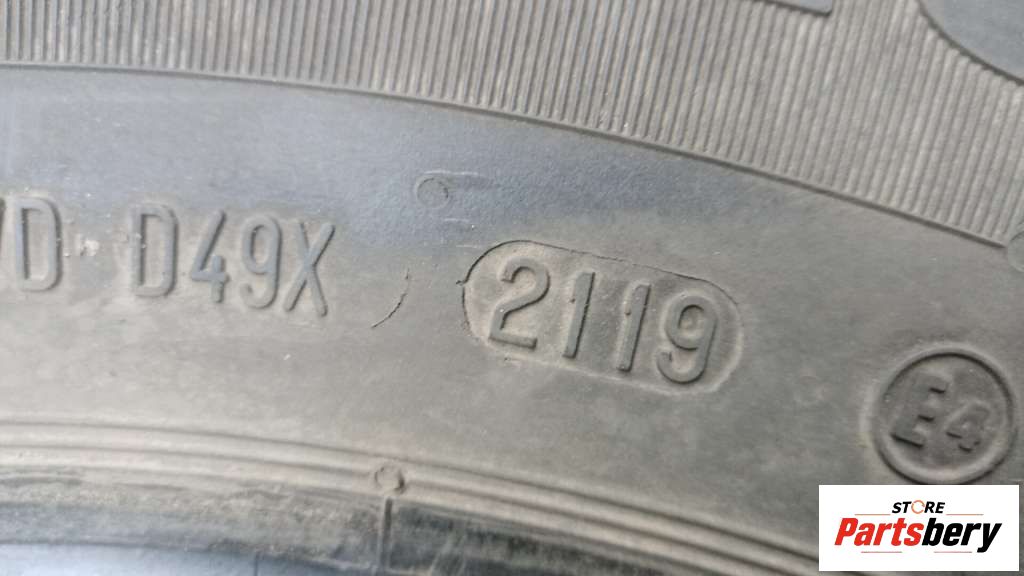 D D49X 2119
E4
STORE
Partsbery